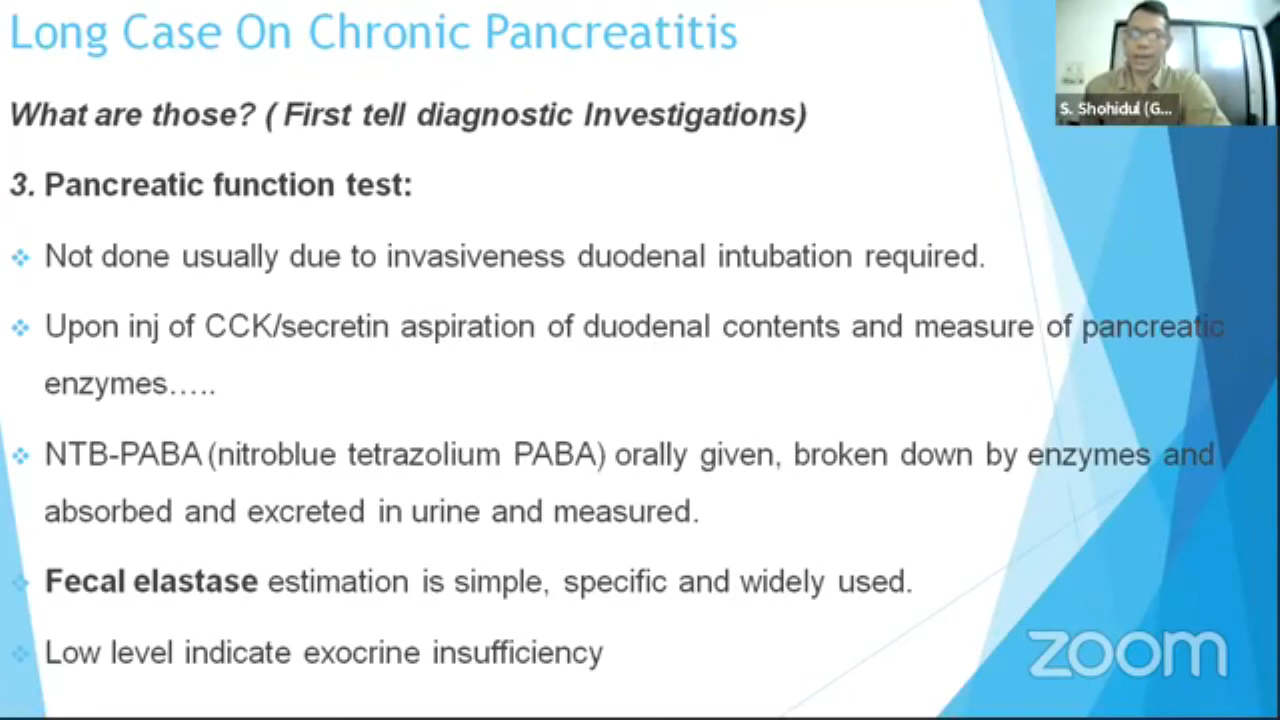 Long Case On Chronic Pancreatitis
S. Shohidul (G...
What are those? ( First tell diagnostic Investigations)
3. Pancreatic function test:
❖ Not done usually due to invasiveness duodenal intubation required.
❖ Upon inj of CCK/secretin aspiration of duodenal contents and measure of pancreatic
enzymes…..
❖ NTB-PABA (nitroblue tetrazolium PABA) orally given, broken down by enzymes and
absorbed and excreted in urine and measured.
❖ Fecal elastase estimation is simple, specific and widely used.
❖ Low level indicate exocrine insufficiency
zoom